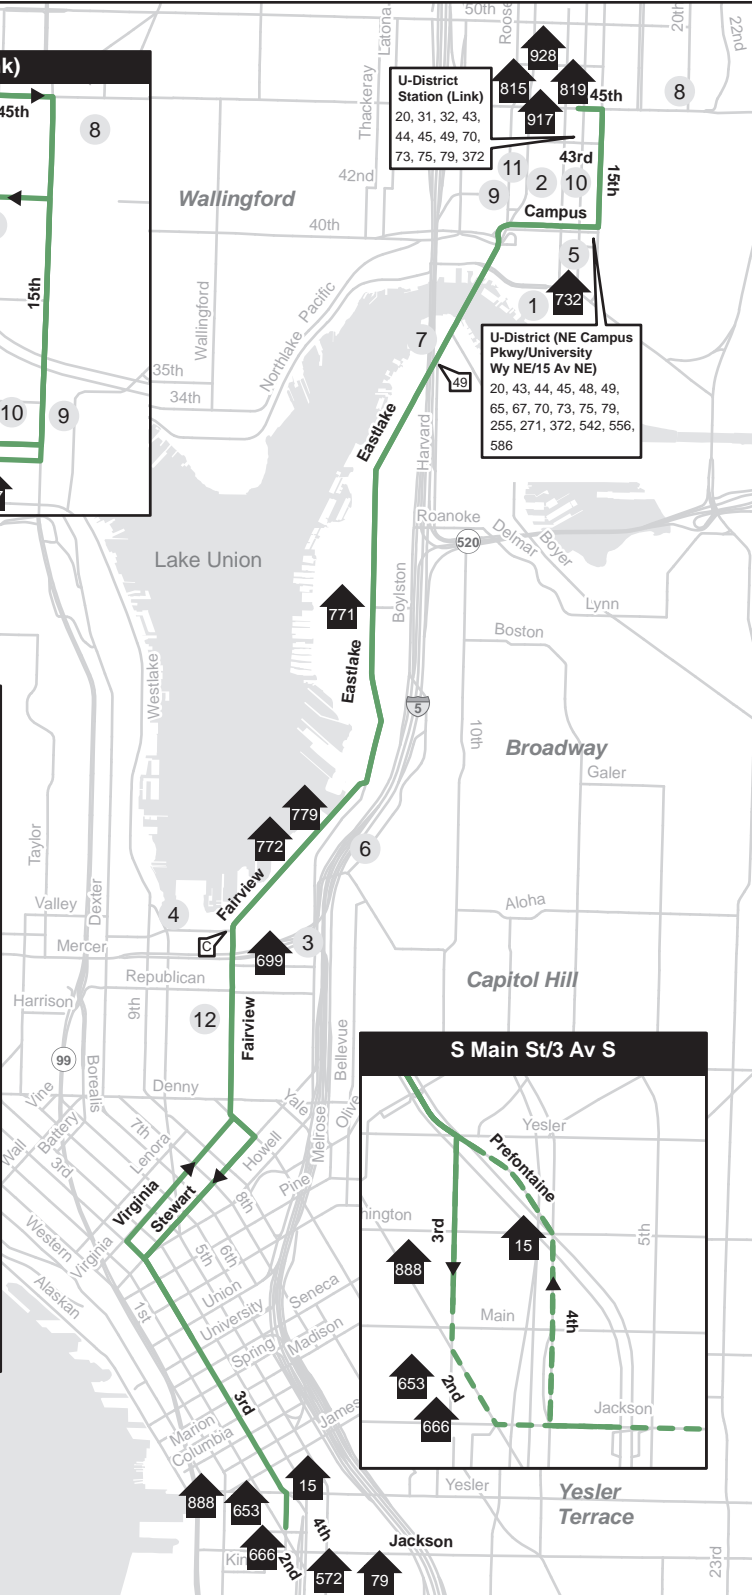 50th
Latona
Roose
20th
22nd
928
815
819
917
45th
8
U-District
Station (Link)
20, 31, 32, 43,
44, 45, 49, 70,
73, 75, 79, 372
k)
45th
8
15th
10
9
Thackeray
42nd
Wallingford
40th
43rd
11
2
10
9
15th
Campus
5
1
732
U-District (NE Campus
Pkwy/University
Wy NE/15 Av NE)
20, 43, 44, 45, 48, 49,
65, 67, 70, 73, 75, 79,
255, 271, 372, 542, 556,
586
Wallingford
Northlake
Pacific
35th
34th
7
49
Eastlake
Harvard
Roanoke
520
Delmar
Boyer
Lynn
Lake Union
771
Boylston
Boston
Eastlake
Westlake
5
10th
Broadway
Galer
779
772
6
Taylor
Fairview
Valley
Dexter
4
Aloha
Mercer
C
699
3
Republican
Capitol Hill
Harrison
9th
12
Fairview
99
Borealis
Bellevue
Denny
Vine
Yale
Olive
Melrose
Wall
Battery
3rd
7th
Lenora
Howell
Virginia
Stewart
8th
Pine
Western
Virginia
5th
6th
Alaskan
1st
Union
Seneca
University
Madison
Spring
3rd
James
Marion
Columbia
S Main St/3 Av S
Yesler
Prefontaine
hington
3rd
15
5th
888
Main
4th
653
2nd
666
Jackson
Yesler
Yesler
Terrace
888
653
15
4th
666
2nd
Jackson
Kin
572
79
23rd